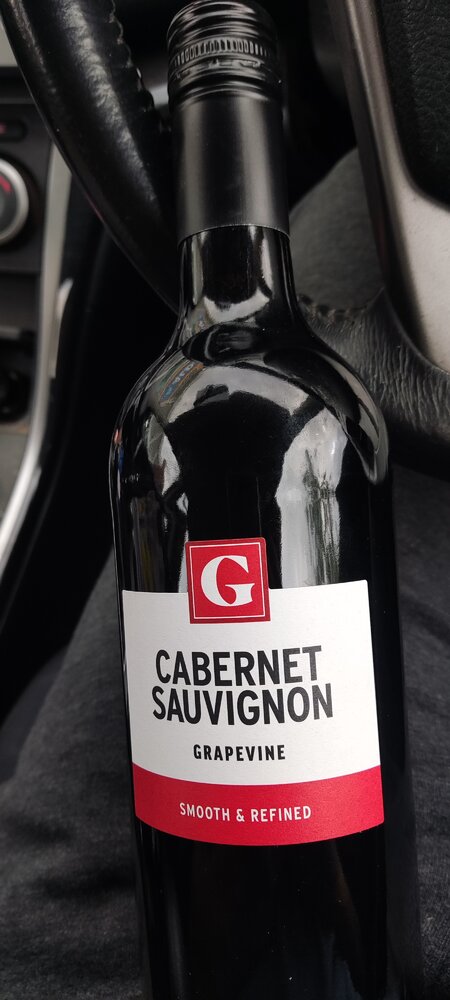 G
CABERNET
SAUVIGNON
GRAPEVINE
SMOOTH & REFINED